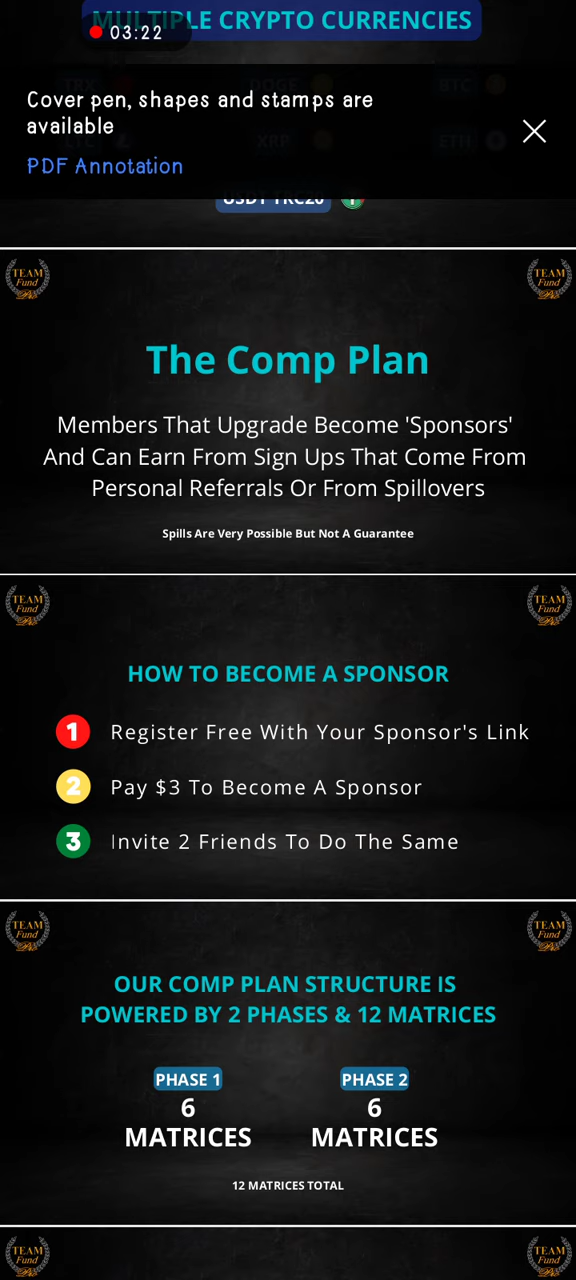 MULTIPLE CRYPTO CURRENCIES
03:22
TRX DOGE BTC
Cover pen, shapes and stamps are
available
LTC XRP ETH
PDF Annotation
USDT TRC20
TEAM
Fund
TEAM
Fund
The Comp Plan
Members That Upgrade Become 'Sponsors'
And Can Earn From Sign Ups That Come From
Personal Referrals Or From Spillovers
Spills Are Very Possible But Not A Guarantee
TEAM
Fund
TEAM
Fund
HOW TO BECOME A SPONSOR
1 Register Free With Your Sponsor's Link
2 Pay $3 To Become A Sponsor
3 Invite 2 Friends To Do The Same
TEAM
Fund
TEAM
Fund
OUR COMP PLAN STRUCTURE IS
POWERED BY 2 PHASES & 12 MATRICES
PHASE 1 PHASE 2
6 6
MATRICES MATRICES
12 MATRICES TOTAL
TEAM
Fund
TEAM
Fund